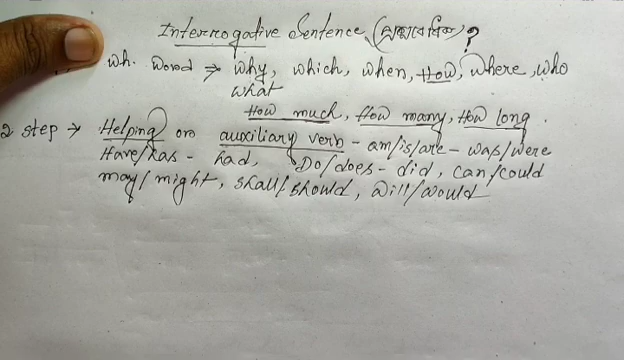 Interrogative Sentence (প্রশ্নবোধক)?
wh. Word → why, which, when, How, where, who
what
How much, How many, How long.
2. step → Helping or auxiliary verb - am/is/are - was/were
Have/has - had, Do/does - did, can/could
may/might, shall/should, will/would